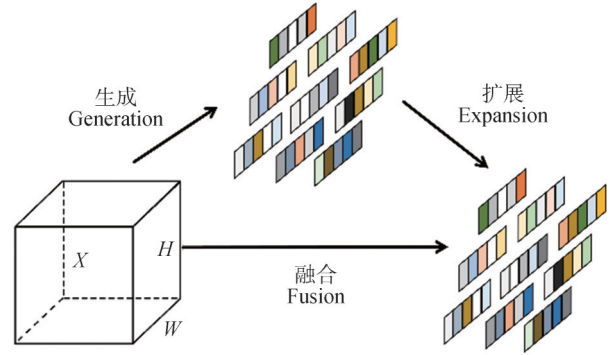 生成
Generation
扩展
Expansion
X
H
W
融合
Fusion